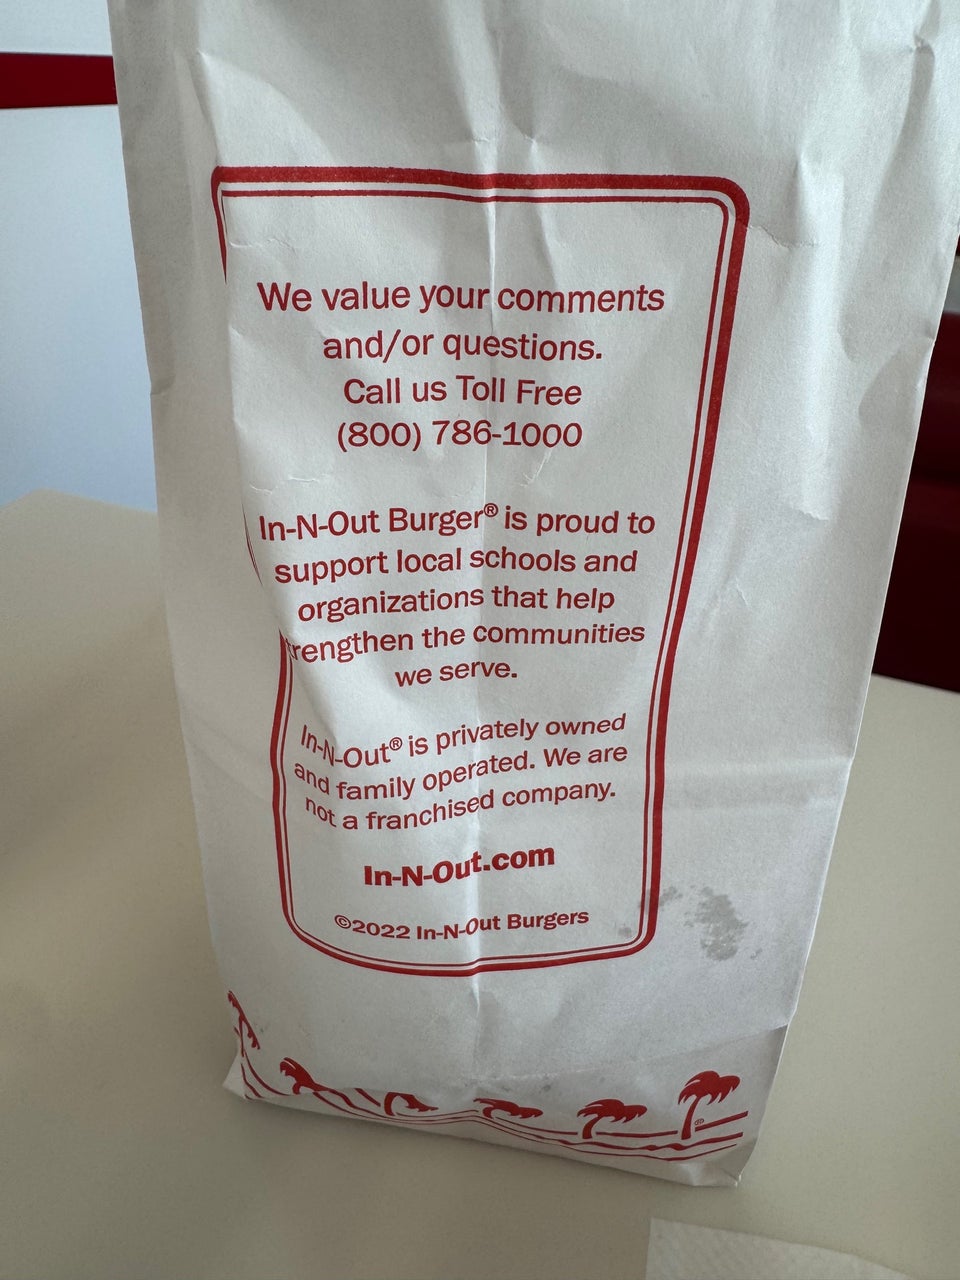 We value your comments
and/or questions.
Call us Toll Free
(800) 786-1000
In-N-Out Burger® is proud to
support local schools and
organizations that help
trengthen the communities
we serve.
In-N-Out® is privately owned
and family operated. We are
not a franchised company.
In-N-Out.com
©2022 In-N-Out Burgers
®